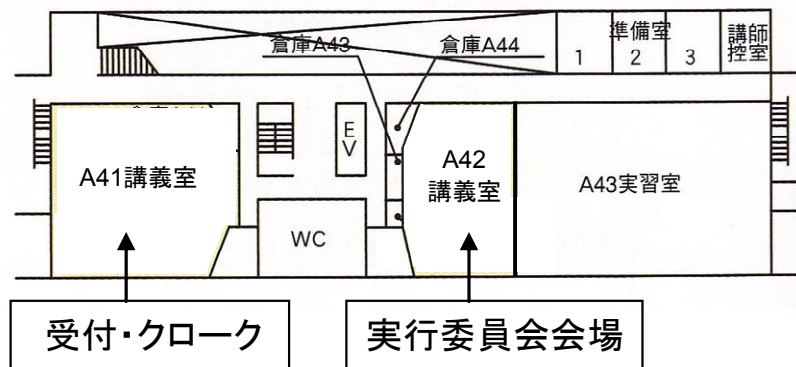 倉庫A43
倉庫A44
準備室
1
2
3
講師
控室
A41講義室
EV
WC
A42
講義室
A43実習室
受付・クローク
実行委員会会場